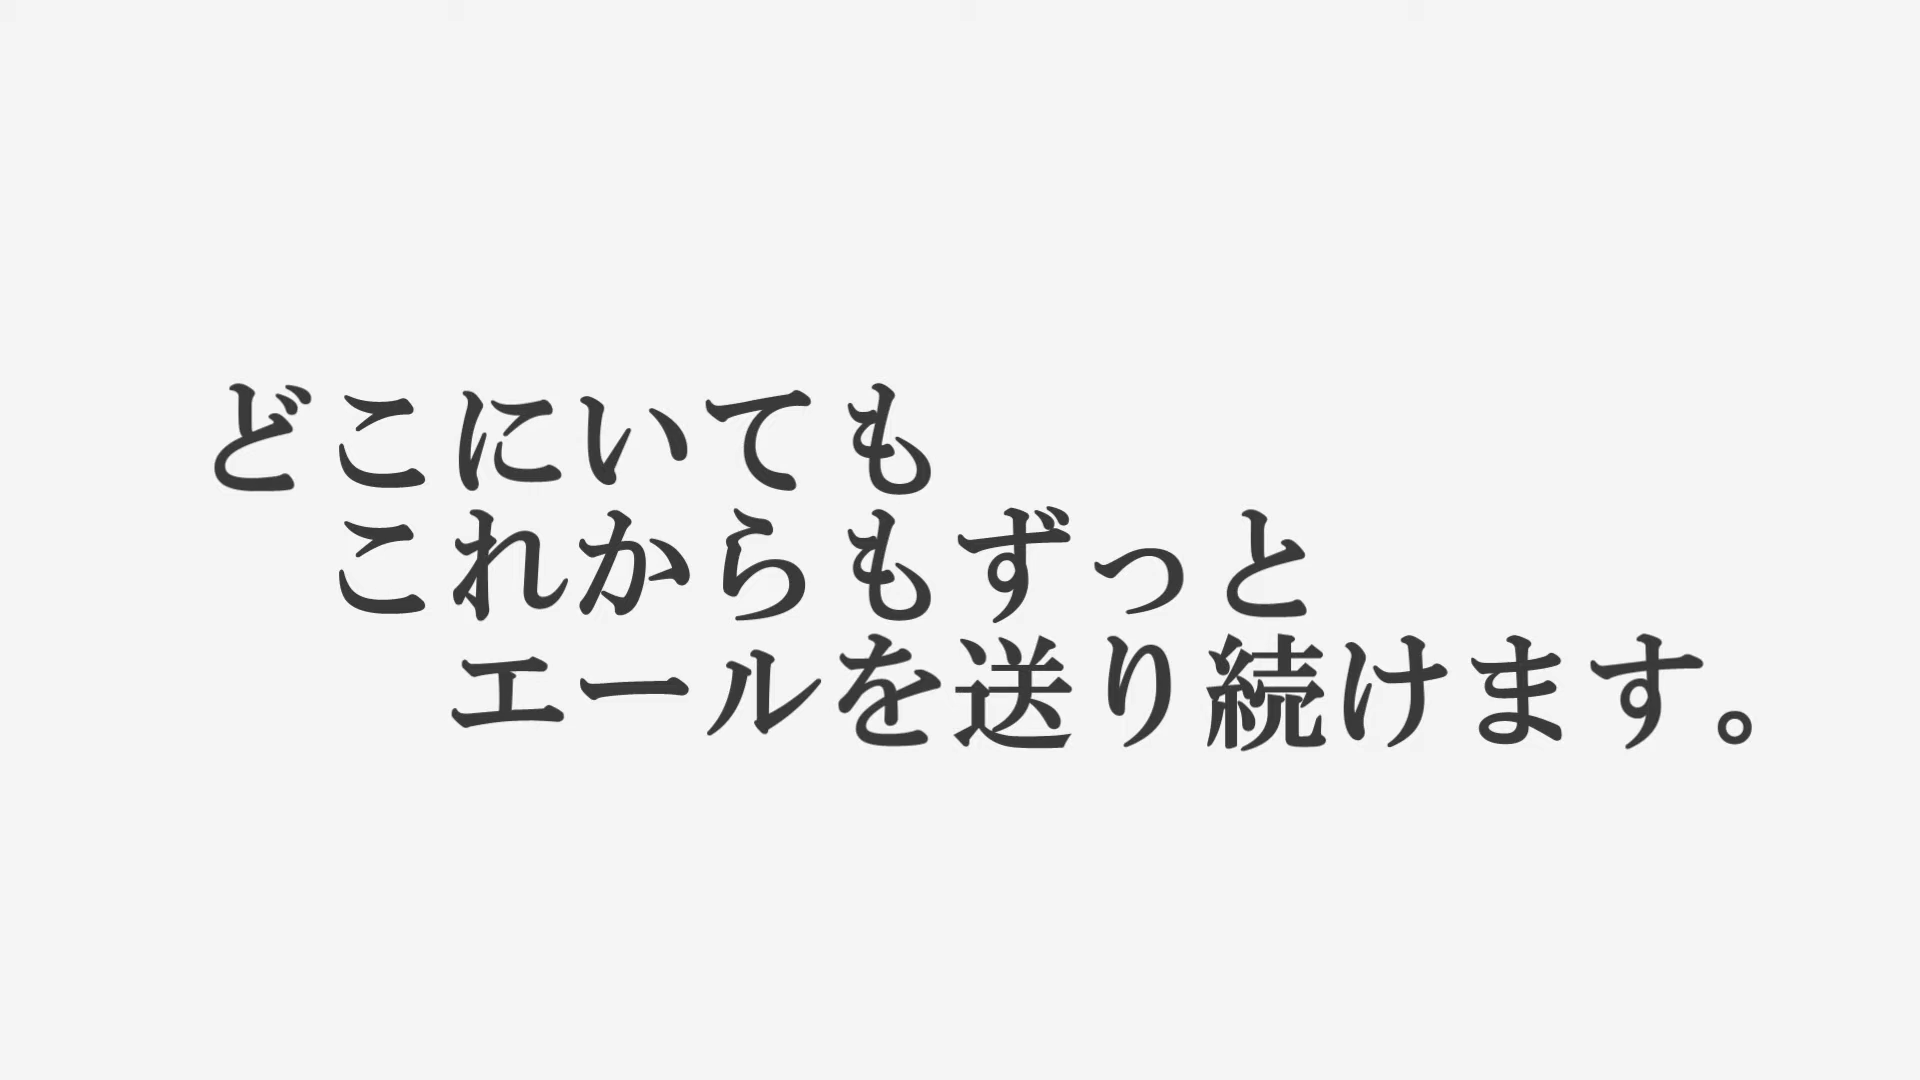 どこにいても
これからもずっと
エールを送り続けます。